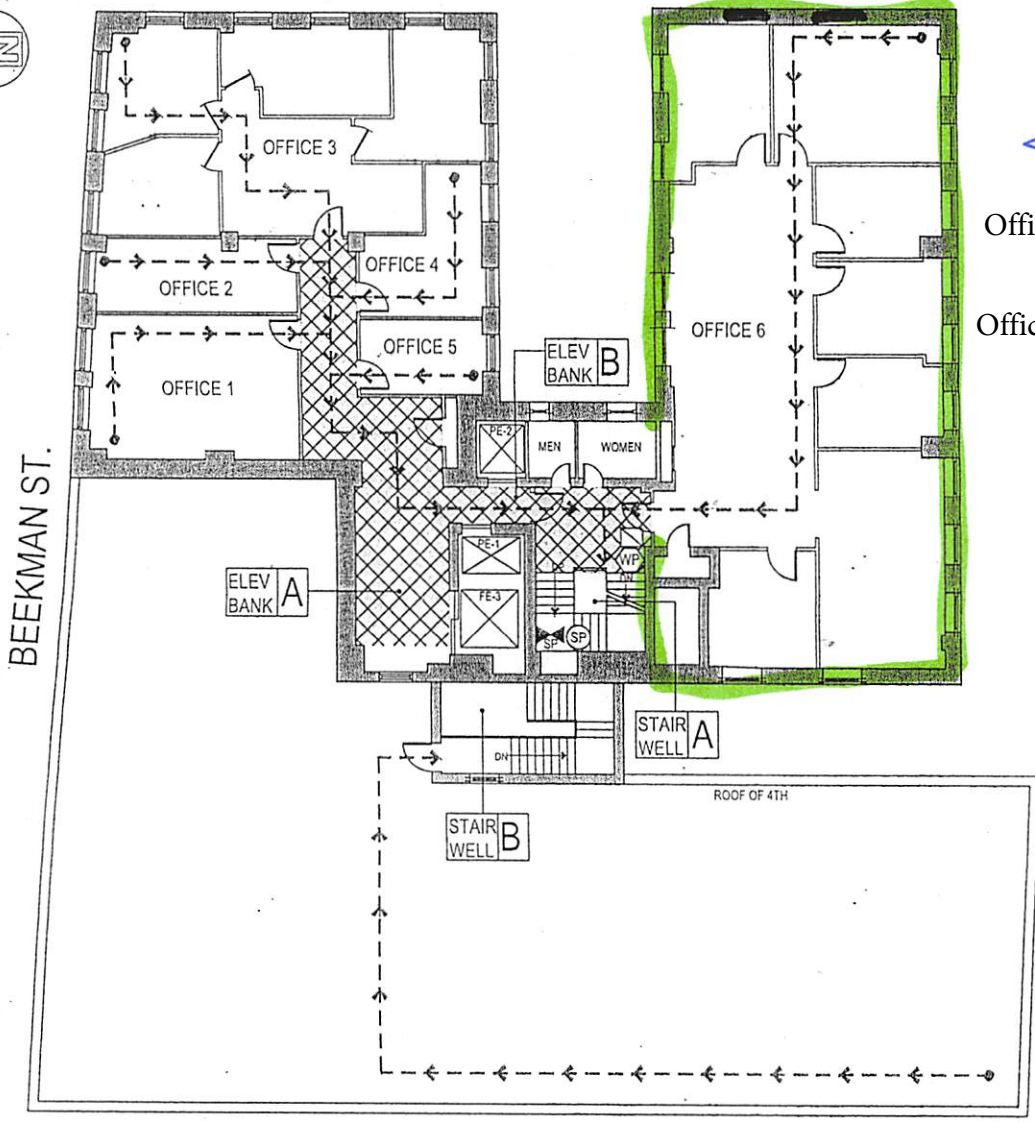 N
OFFICE 3
OFFICE 4
OFFICE 2
OFFICE 5
OFFICE 1
OFFICE 6
Offi
Offic
ELEV
BANK B
PE-2
MEN
WOMEN
PE-1
FE-3
WP
SP
SP
ELEV
BANK A
BEEKMAN ST.
STAIR
WELL A
DN
STAIR
WELL B
ROOF OF 4TH